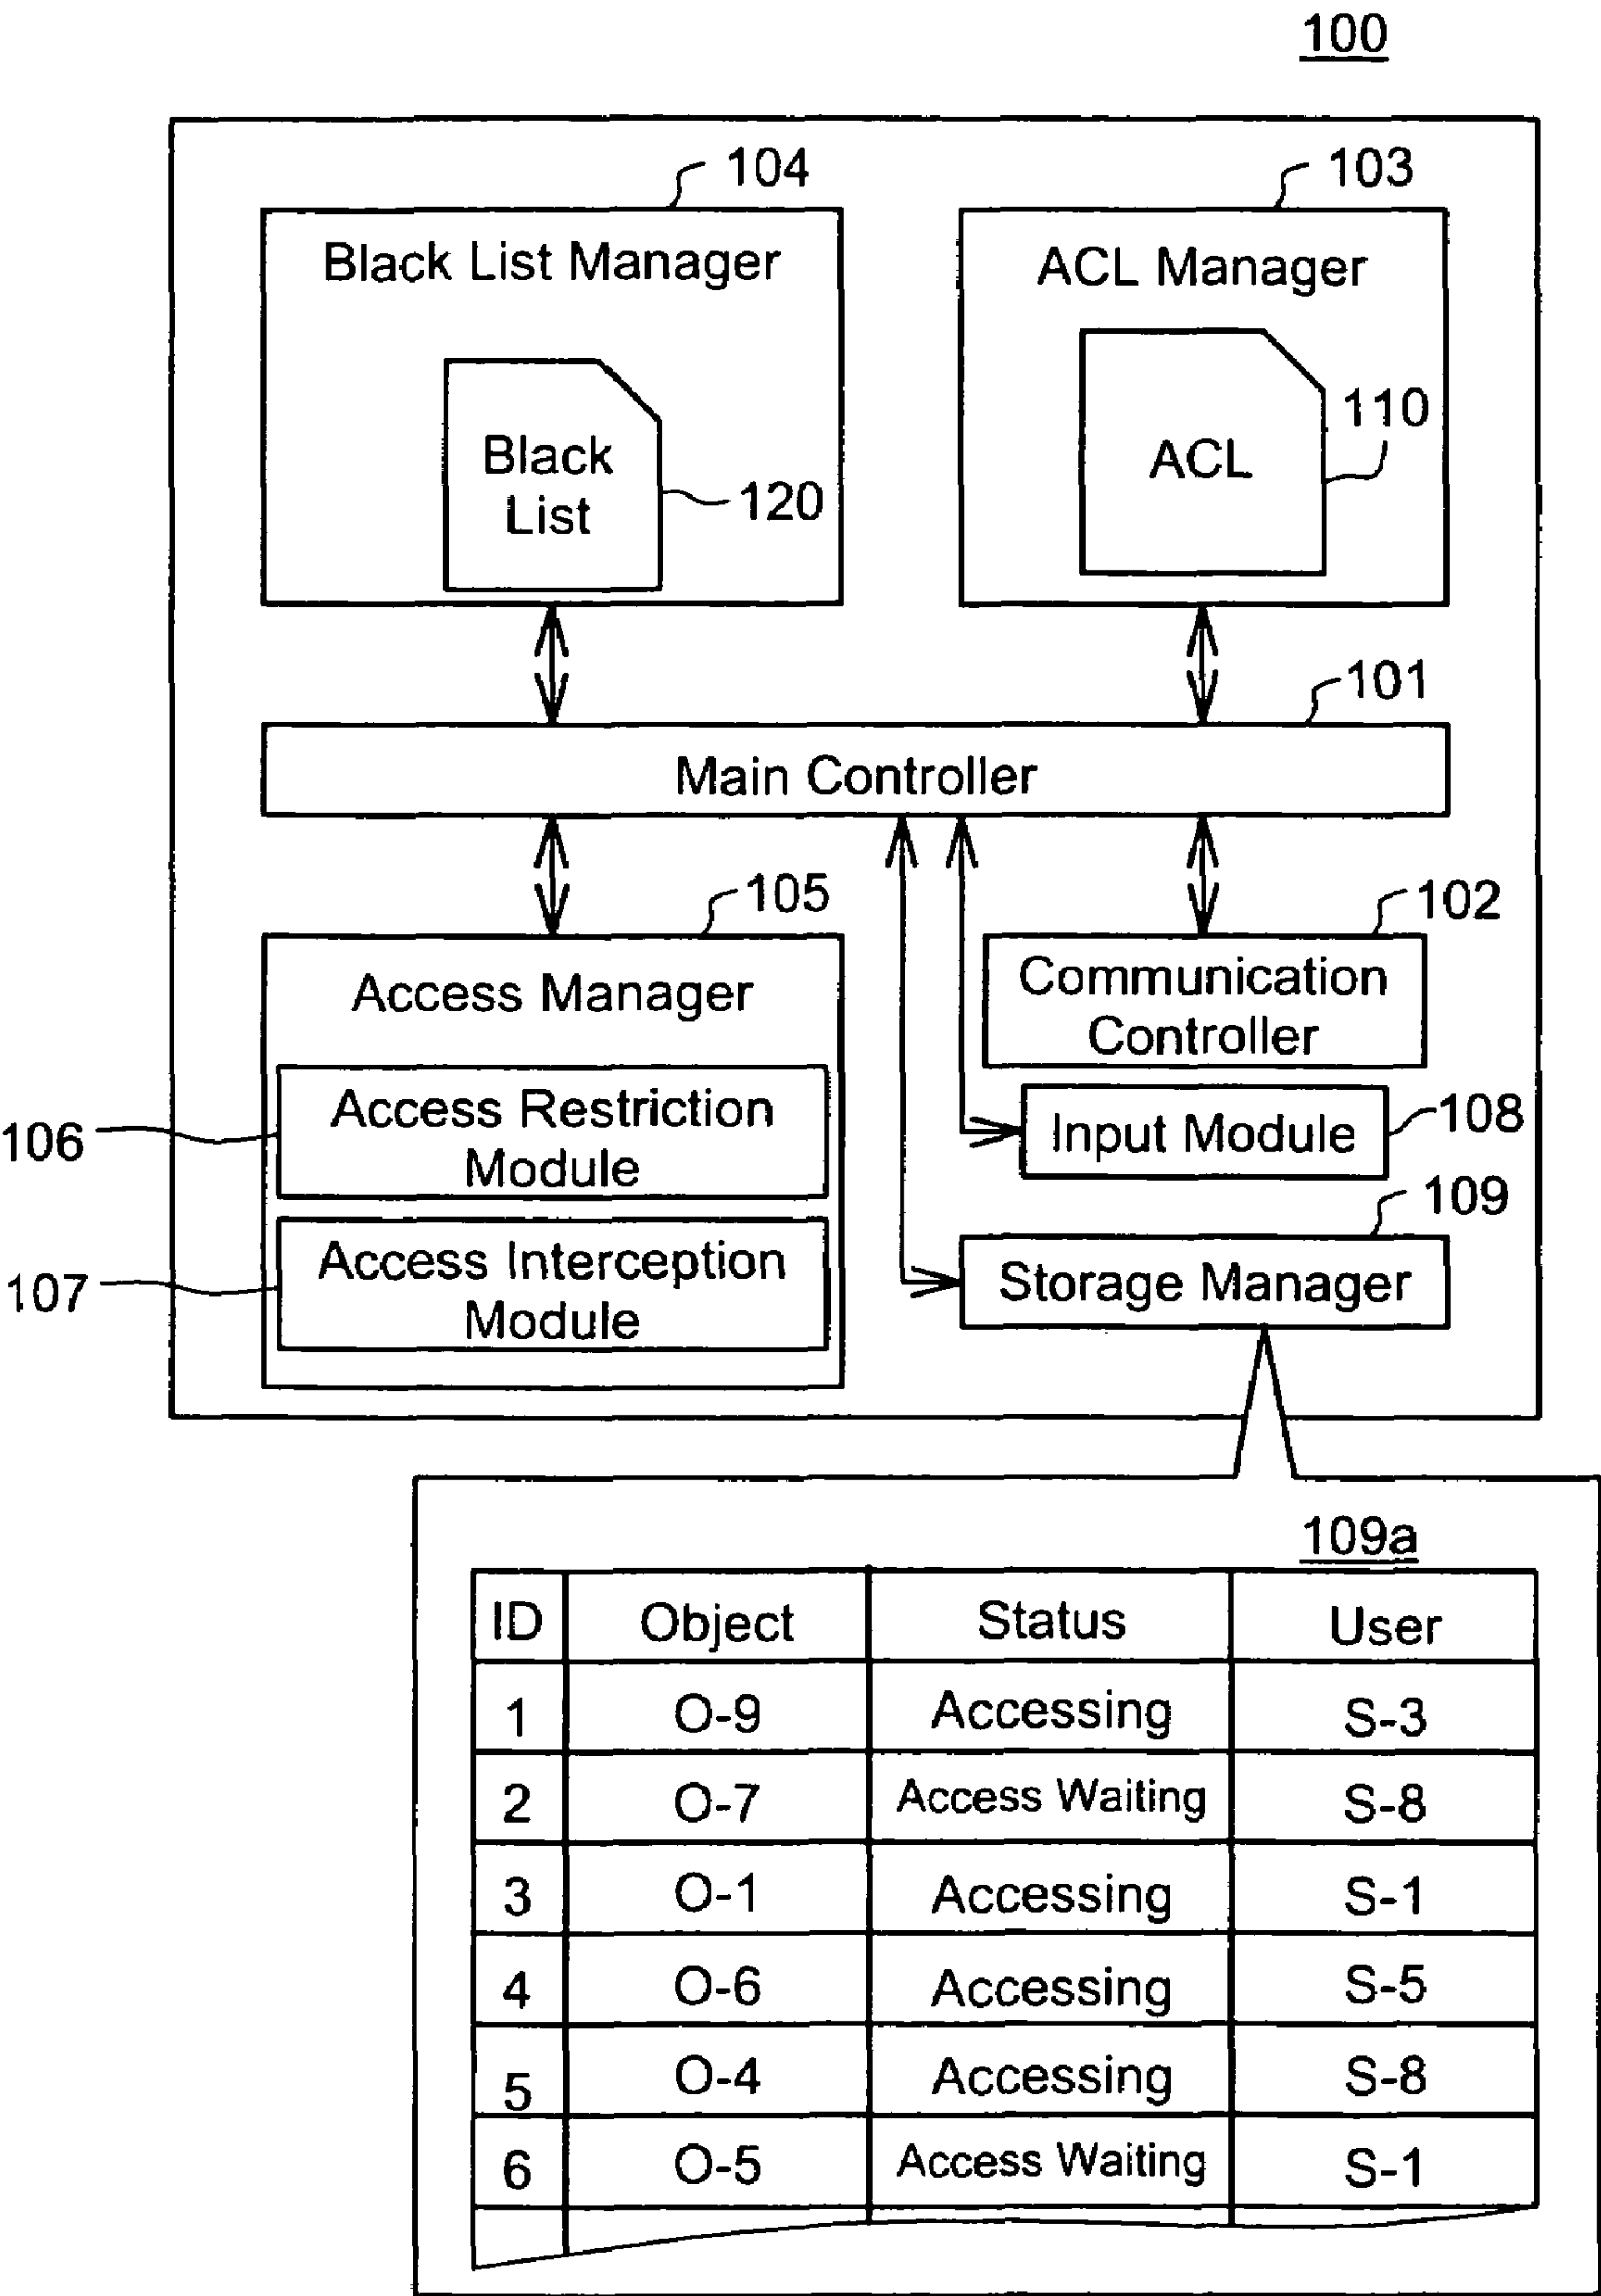 100
104
103
Black List Manager
ACL Manager
Black
List
120
ACL
110
101
Main Controller
105
102
Access Manager
Communication
Controller
106
Access Restriction
Module
Input Module
108
107
Access Interception
Module
109
Storage Manager
109a
ID Object Status User
1 O-9 Accessing S-3
2 O-7 Access Waiting S-8
3 O-1 Accessing S-1
4 O-6 Accessing S-5
5 O-4 Accessing S-8
6 O-5 Access Waiting S-1